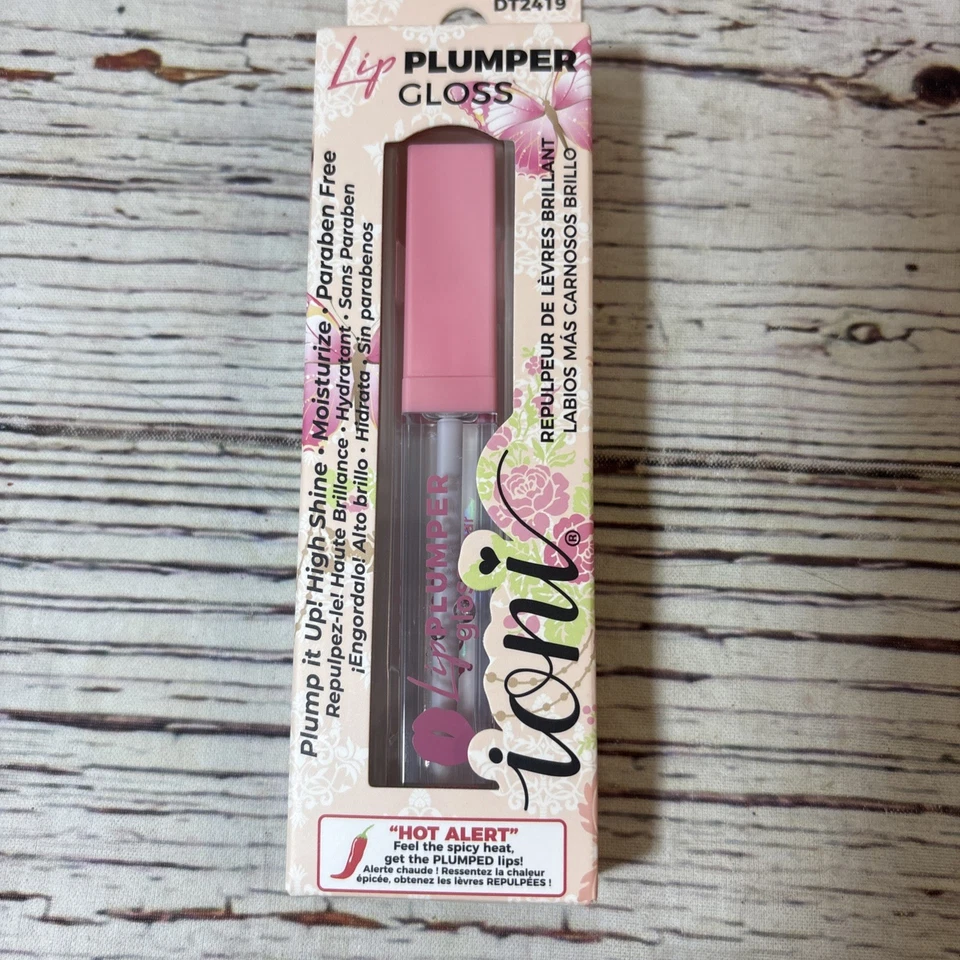 DT2419
Lip PLUMPER
GLOSS
Plump it Up! High Shine • Moisturize • Paraben Free
Repulpez-le! Haute Brillance • Hydratant • Sans Paraben
¡Engordalo! Alto brillo • Hidrata • Sin parabenos
REPULPEUR DE LÈVRES BRILLANT
LABIOS MÁS CARNOSOS BRILLO
Lip PLUMPER
gloss
ioni®
"HOT ALERT"
Feel the spicy heat,
get the PLUMPED lips!
Alerte chaude ! Ressentez la chaleur
épicée, obtenez les lèvres REPULPÉES !